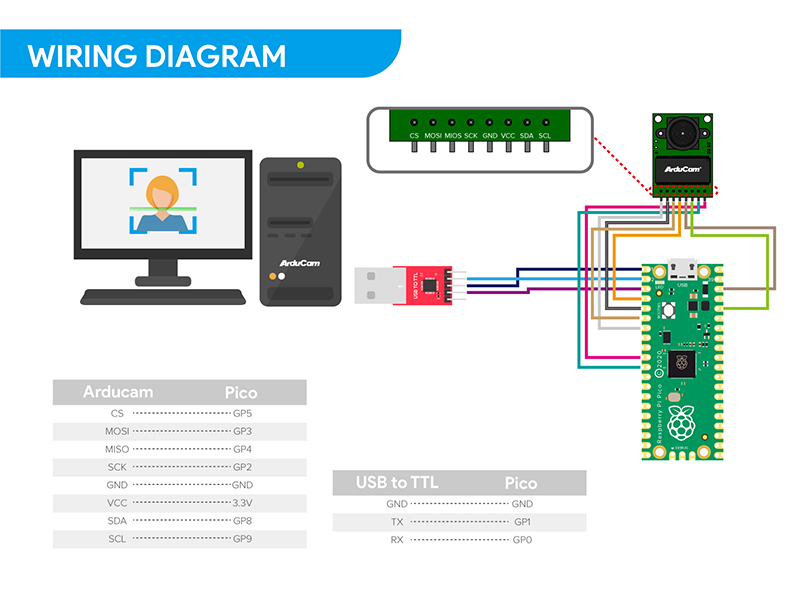 WIRING DIAGRAM
CS MOSI MIOS SCK GND VCC SDA SCL
ArduCam
ArduCam
USB TO TTL
USB
LED
BOOTSEL
Raspberry Pi Pico © 2020
Arducam Pico
CS GP5
MOSI GP3
MISO GP4
SCK GP2
GND GND
VCC 3.3V
SDA GP8
SCL GP9
USB to TTL Pico
GND GND
TX GP1
RX GP0